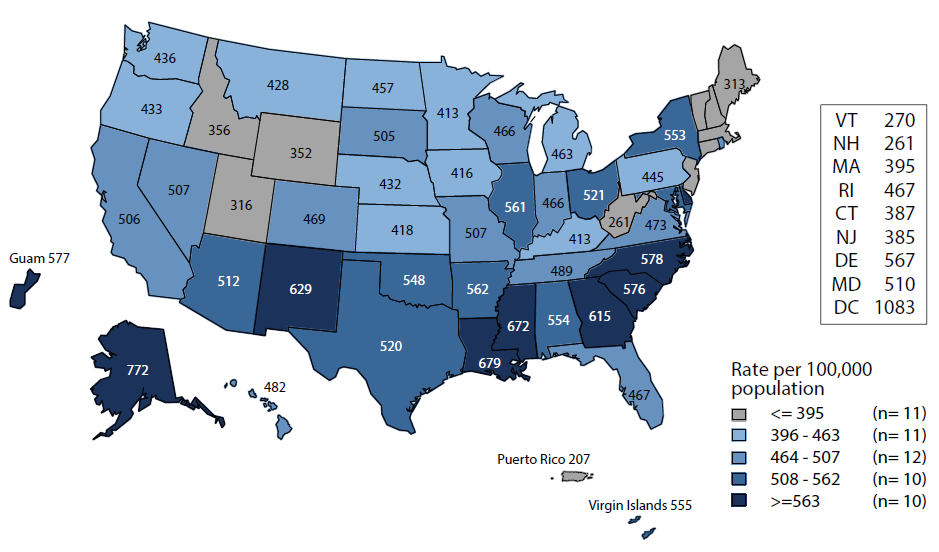 436
428
457
413
313
433
356
352
505
466
463
553
VT 270
NH 261
MA 395
RI 467
CT 387
NJ 385
DE 567
MD 510
DC 1083
432
416
445
507
316
469
418
561
466
521
506
507
413
261
473
Guam 577
512
629
548
562
489
578
576
520
679
672
554
615
772
482
467
Rate per 100,000
population
<= 395 (n= 11)
396 - 463 (n= 11)
464 - 507 (n= 12)
508 - 562 (n= 10)
>=563 (n= 10)
Puerto Rico 207
Virgin Islands 555